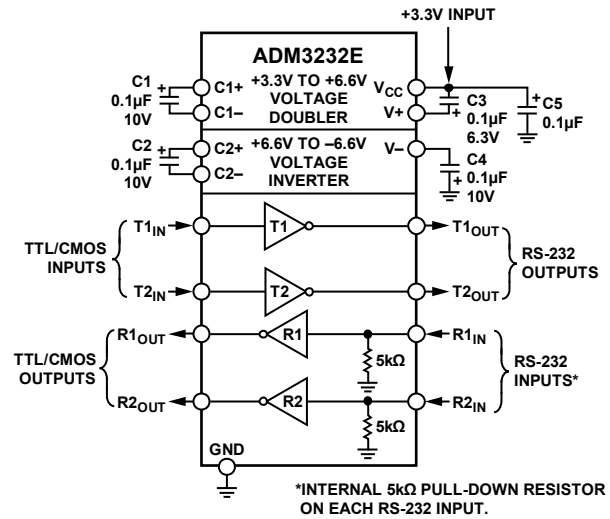 +3.3V INPUT
ADM3232E
C1
0.1µF
10V
+
C1+
C1–
+3.3V TO +6.6V
VOLTAGE
DOUBLER
VCC
V+
+
C3
0.1µF
6.3V
+
C5
0.1µF
C2
0.1µF
10V
+
C2+
C2–
+6.6V TO –6.6V
VOLTAGE
INVERTER
V–
+
C4
0.1µF
10V
TTL/CMOS
INPUTS
T1IN
T1
T1OUT
RS-232
OUTPUTS
T2IN
T2
T2OUT
TTL/CMOS
OUTPUTS
R1OUT
R1
R1IN
5kΩ
RS-232
INPUTS*
R2OUT
R2
R2IN
5kΩ
GND
*INTERNAL 5kΩ PULL-DOWN RESISTOR
ON EACH RS-232 INPUT.